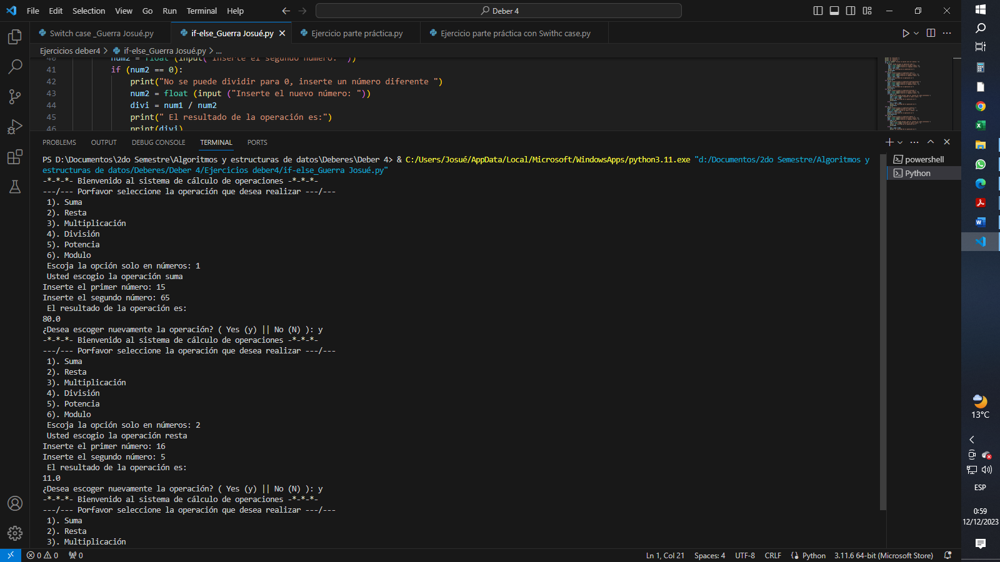 File Edit Selection View Go Run Terminal Help
Deber 4
Switch case _Guerra Josué.py
if-else_Guerra Josué.py
Ejercicio parte práctica.py
Ejercicio parte práctica con Swithc case.py
Ejercicios deber4 > if-else_Guerra Josué.py > ...
40 num2 = float (input("Inserte el segundo número: "))
41 if (num2 == 0):
42 print("No se puede dividir para 0, inserte un número diferente ")
43 num2 = float (input ("Inserte el nuevo número: "))
44 divi = num1 / num2
45 print(" El resultado de la operación es:")
46 print(divi)
PROBLEMS OUTPUT DEBUG CONSOLE TERMINAL PORTS
powershell
Python
PS D:\Documentos\2do Semestre\Algoritmos y estructuras de datos\Deberes\Deber 4> & C:/Users/Josué/AppData/Local/Microsoft/WindowsApps/python3.11.exe "d:/Documentos/2do Semestre/Algoritmos y
estructuras de datos/Deberes/Deber 4/Ejercicios deber4/if-else_Guerra Josué.py"
-*-*-*- Bienvenido al sistema de cálculo de operaciones -*-*-*-
---/--- Porfavor seleccione la operación que desea realizar ---/---
1). Suma
2). Resta
3). Multiplicación
4). División
5). Potencia
6). Modulo
Escoja la opción solo en números: 1
Usted escogio la operación suma
Inserte el primer número: 15
Inserte el segundo número: 65
El resultado de la operación es:
80.0
¿Desea escoger nuevamente la operación? ( Yes (y) || No (N) ): y
-*-*-*- Bienvenido al sistema de cálculo de operaciones -*-*-*-
---/--- Porfavor seleccione la operación que desea realizar ---/---
1). Suma
2). Resta
3). Multiplicación
4). División
5). Potencia
6). Modulo
Escoja la opción solo en números: 2
Usted escogio la operación resta
Inserte el primer número: 16
Inserte el segundo número: 5
El resultado de la operación es:
11.0
¿Desea escoger nuevamente la operación? ( Yes (y) || No (N) ): y
-*-*-*- Bienvenido al sistema de cálculo de operaciones -*-*-*-
---/--- Porfavor seleccione la operación que desea realizar ---/---
1). Suma
2). Resta
3). Multiplicación
0 0 0
Ln 1, Col 21 Spaces: 4 UTF-8 CRLF Python 3.11.6 64-bit (Microsoft Store)
13°C
ESP
0:59
12/12/2023